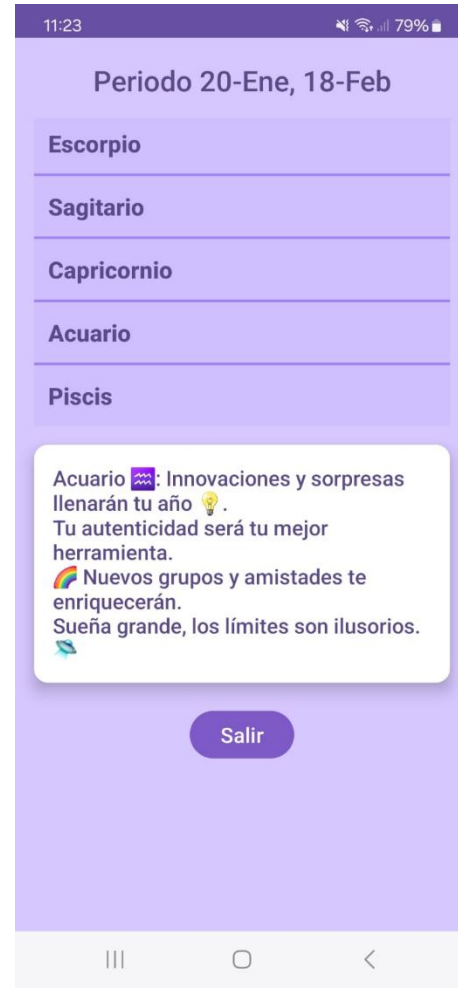 11:23 79%
Periodo 20-Ene, 18-Feb
Escorpio
Sagitario
Capricornio
Acuario
Piscis
Acuario ♒: Innovaciones y sorpresas
llenarán tu año 💡.
Tu autenticidad será tu mejor
herramienta.
🌈 Nuevos grupos y amistades te
enriquecerán.
Sueña grande, los límites son ilusorios.
🛸
Salir